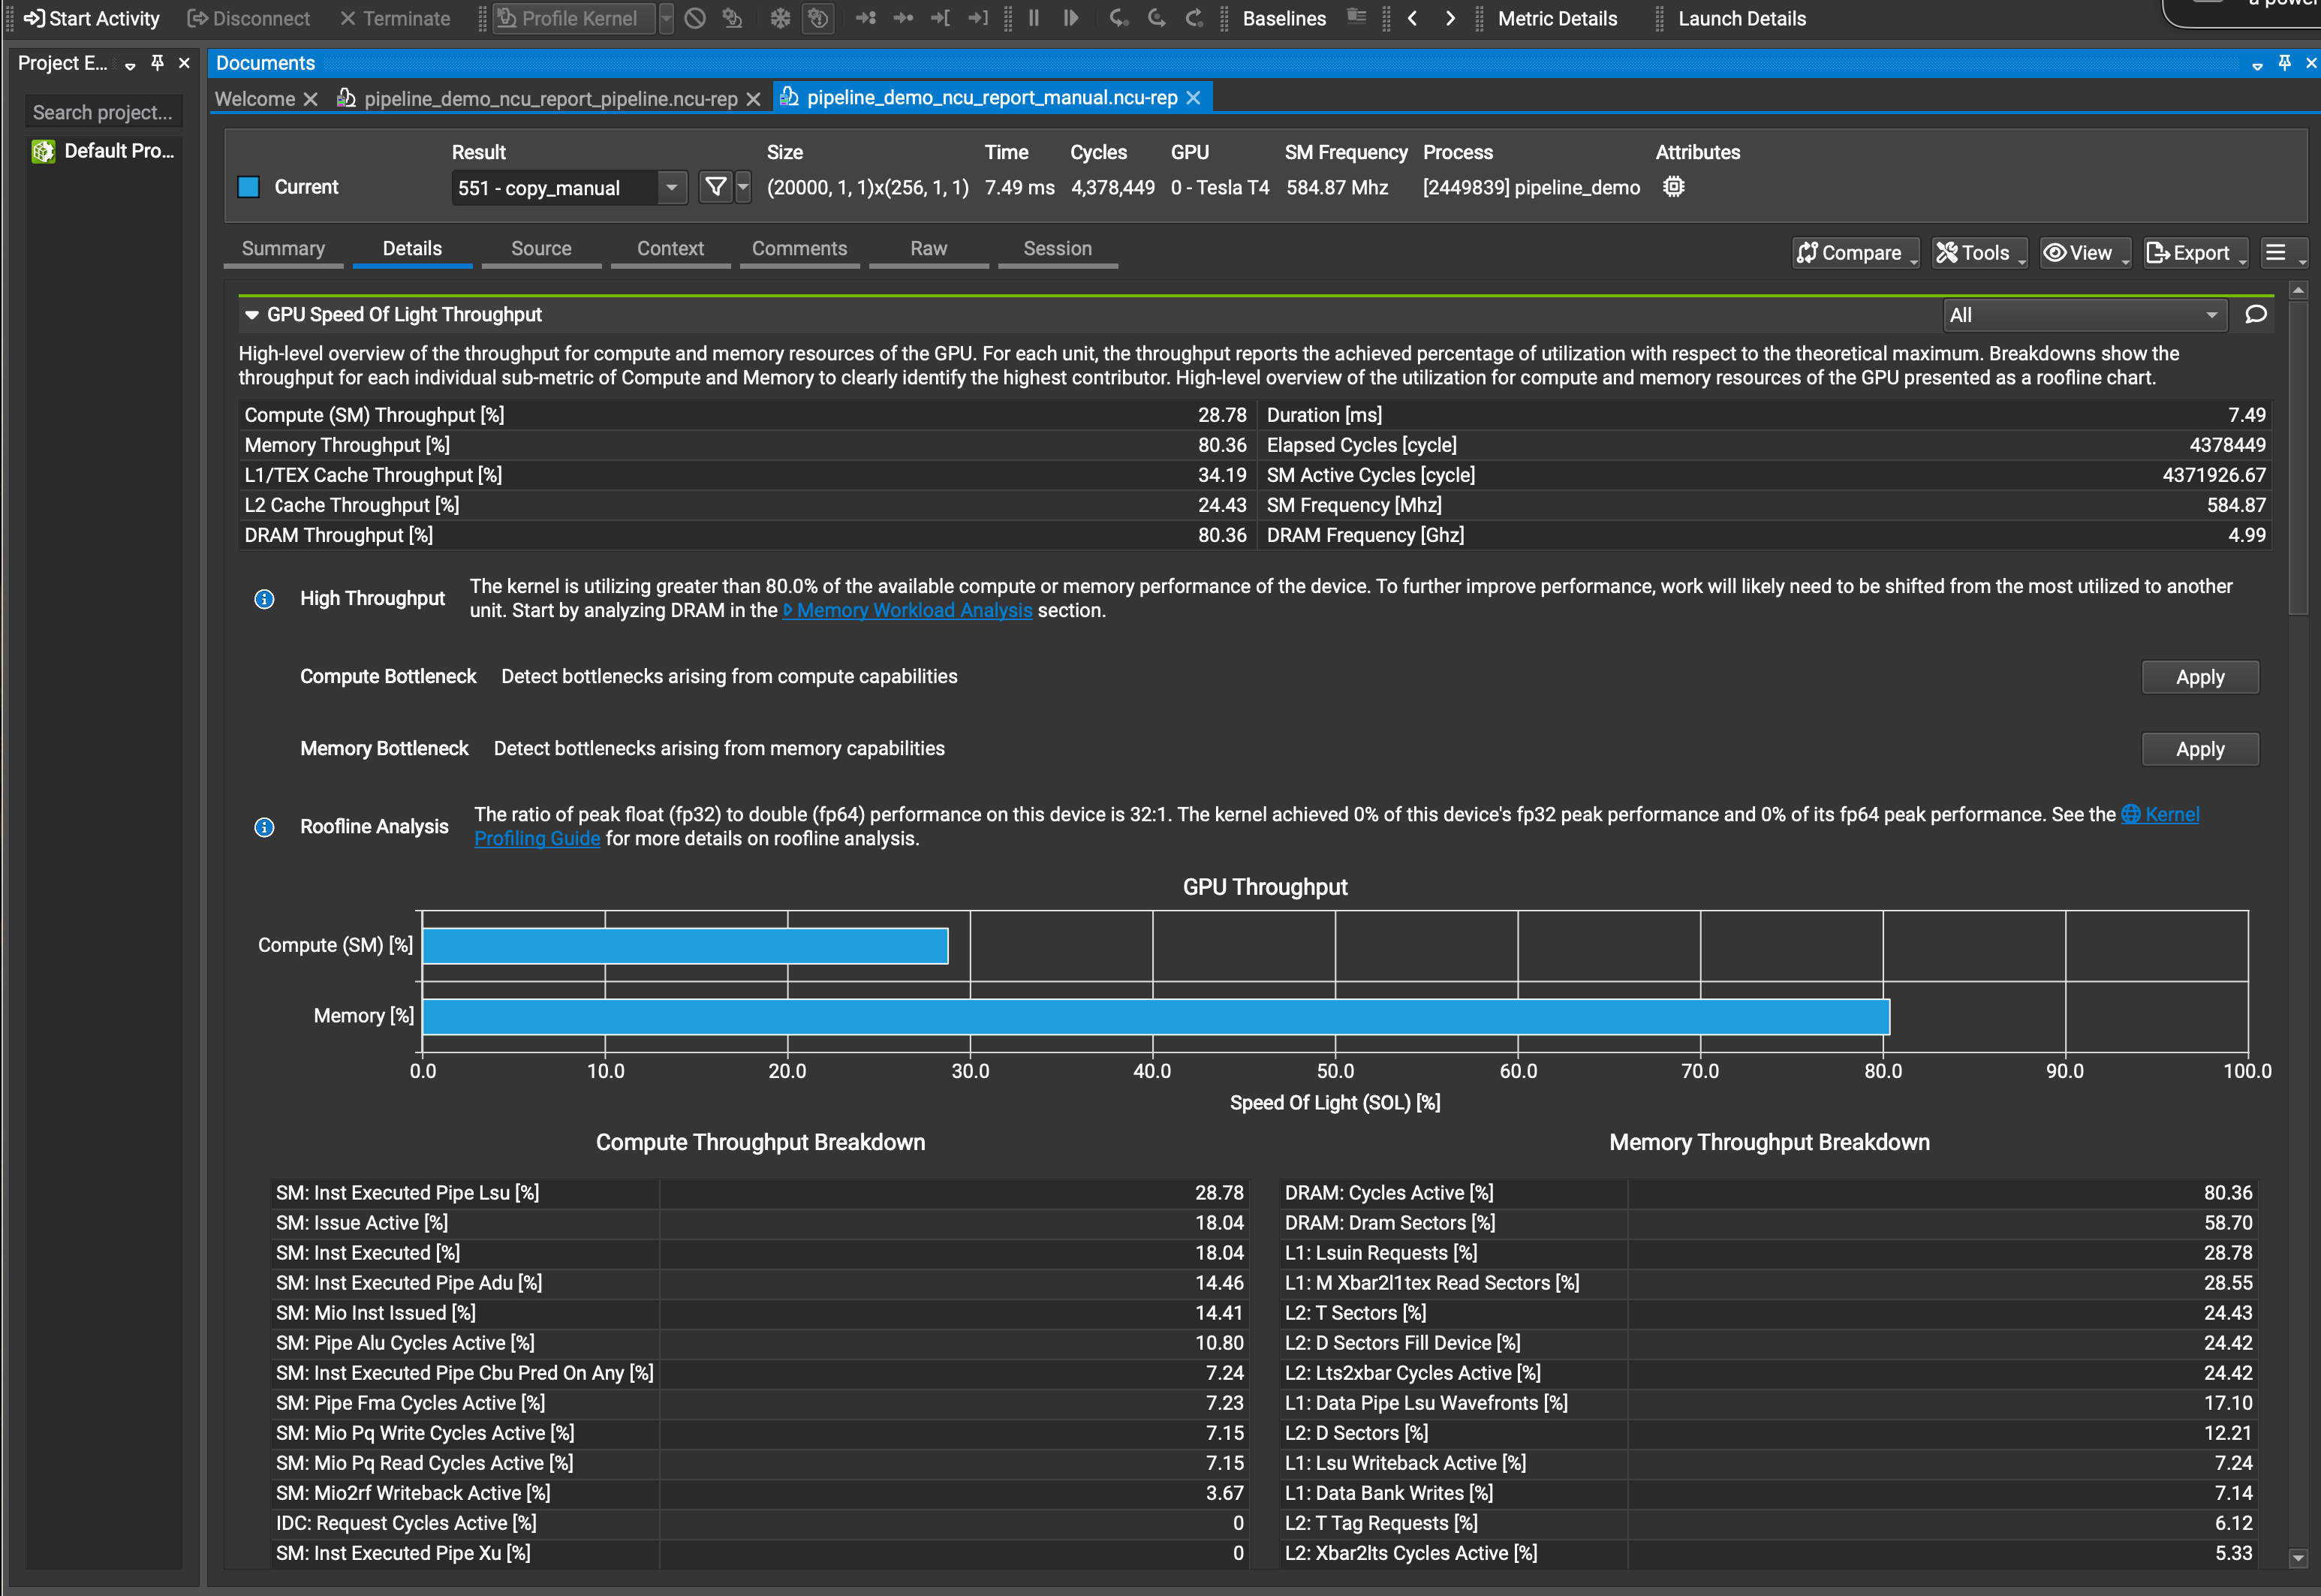 Start Activity Disconnect Terminate Profile Kernel Baselines Metric Details Launch Details
Project E...
Search project...
Default Pro...
Documents
Welcome pipeline_demo_ncu_report_pipeline.ncu-rep pipeline_demo_ncu_report_manual.ncu-rep
Result Size Time Cycles GPU SM Frequency Process Attributes
Current 551 - copy_manual (20000, 1, 1)x(256, 1, 1) 7.49 ms 4,378,449 0 - Tesla T4 584.87 Mhz [2449839] pipeline_demo
Summary Details Source Context Comments Raw Session Compare Tools View Export
GPU Speed Of Light Throughput All
High-level overview of the throughput for compute and memory resources of the GPU. For each unit, the throughput reports the achieved percentage of utilization with respect to the theoretical maximum. Breakdowns show the
throughput for each individual sub-metric of Compute and Memory to clearly identify the highest contributor. High-level overview of the utilization for compute and memory resources of the GPU presented as a roofline chart.
Compute (SM) Throughput [%] 28.78 Duration [ms] 7.49
Memory Throughput [%] 80.36 Elapsed Cycles [cycle] 4378449
L1/TEX Cache Throughput [%] 34.19 SM Active Cycles [cycle] 4371926.67
L2 Cache Throughput [%] 24.43 SM Frequency [Mhz] 584.87
DRAM Throughput [%] 80.36 DRAM Frequency [Ghz] 4.99
High Throughput The kernel is utilizing greater than 80.0% of the available compute or memory performance of the device. To further improve performance, work will likely need to be shifted from the most utilized to another
unit. Start by analyzing DRAM in the Memory Workload Analysis section.
Compute Bottleneck Detect bottlenecks arising from compute capabilities Apply
Memory Bottleneck Detect bottlenecks arising from memory capabilities Apply
Roofline Analysis The ratio of peak float (fp32) to double (fp64) performance on this device is 32:1. The kernel achieved 0% of this device's fp32 peak performance and 0% of its fp64 peak performance. See the Kernel
Profiling Guide for more details on roofline analysis.
GPU Throughput
Compute (SM) [%]
Memory [%]
0.0 10.0 20.0 30.0 40.0 50.0 60.0 70.0 80.0 90.0 100.0
Speed Of Light (SOL) [%]
Compute Throughput Breakdown Memory Throughput Breakdown
SM: Inst Executed Pipe Lsu [%] 28.78 DRAM: Cycles Active [%] 80.36
SM: Issue Active [%] 18.04 DRAM: Dram Sectors [%] 58.70
SM: Inst Executed [%] 18.04 L1: Lsuin Requests [%] 28.78
SM: Inst Executed Pipe Adu [%] 14.46 L1: M Xbar2l1tex Read Sectors [%] 28.55
SM: Mio Inst Issued [%] 14.41 L2: T Sectors [%] 24.43
SM: Pipe Alu Cycles Active [%] 10.80 L2: D Sectors Fill Device [%] 24.42
SM: Inst Executed Pipe Cbu Pred On Any [%] 7.24 L2: Lts2xbar Cycles Active [%] 24.42
SM: Pipe Fma Cycles Active [%] 7.23 L1: Data Pipe Lsu Wavefronts [%] 17.10
SM: Mio Pq Write Cycles Active [%] 7.15 L2: D Sectors [%] 12.21
SM: Mio Pq Read Cycles Active [%] 7.15 L1: Lsu Writeback Active [%] 7.24
SM: Mio2rf Writeback Active [%] 3.67 L1: Data Bank Writes [%] 7.14
IDC: Request Cycles Active [%] 0 L2: T Tag Requests [%] 6.12
SM: Inst Executed Pipe Xu [%] 0 L2: Xbar2lts Cycles Active [%] 5.33